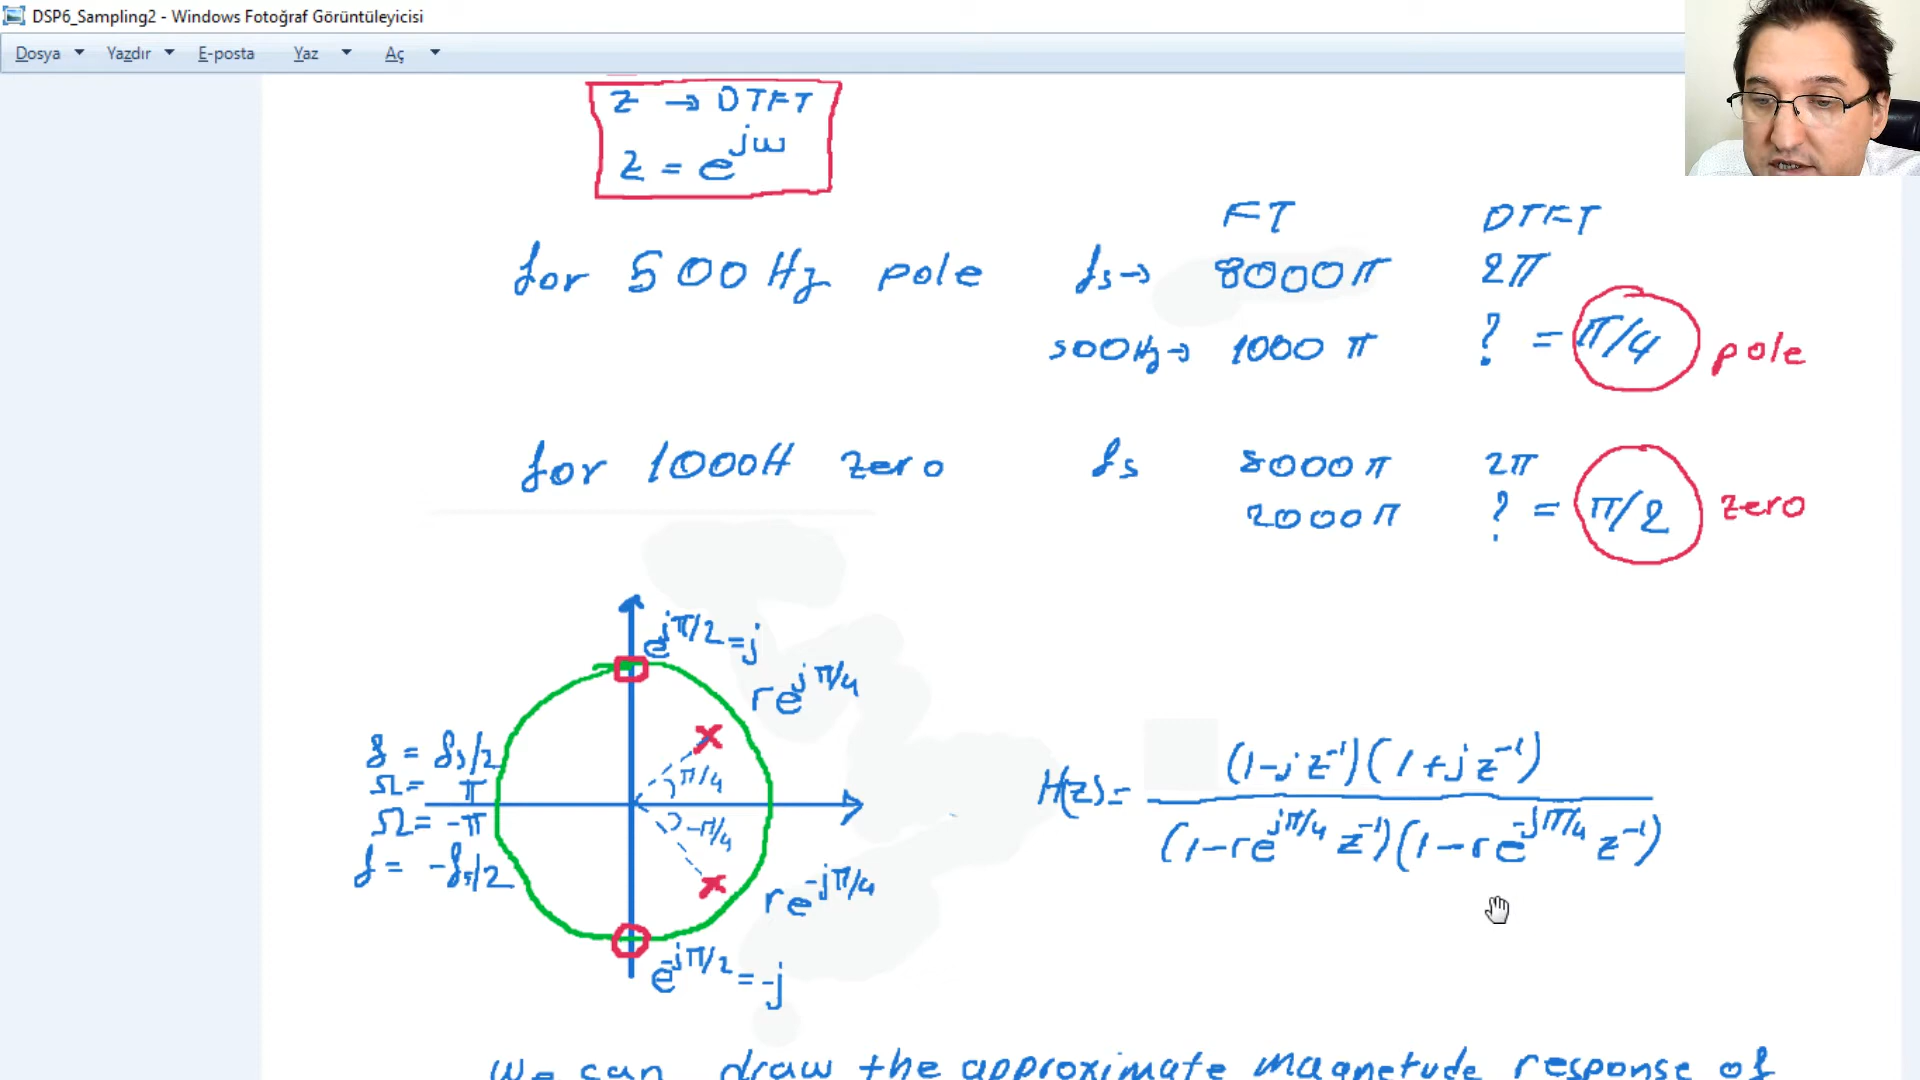 DSP6_Sampling2 - Windows Fotoğraf Görüntüleyicisi
Dosya Yazdır E-posta Yaz Aç
z → DTFT
z = e^jω
FT DTFT
for 500Hz pole fs→ 8000π 2π
500Hz→ 1000π ? = π/4 pole
for 1000H zero fs 8000π 2π
2000π ? = π/2 zero
e^jπ/2 = j
re^jπ/4
f = fs/2
Ω = π
π/4
H(z) = (1-jz^-1)(1+jz^-1)
(1-re^jπ/4 z^-1)(1-re^-jπ/4 z^-1)
Ω = -π
-π/4
f = -fs/2
re^-jπ/4
e^-jπ/2 = -j
We can draw the approximate magnetude response of